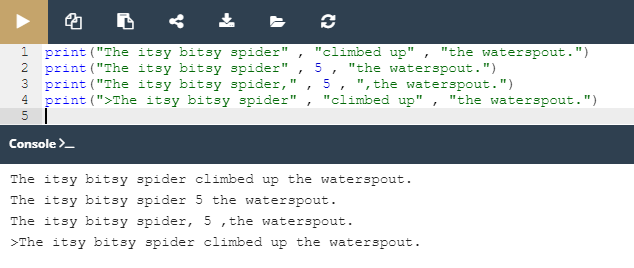 1 print("The itsy bitsy spider" , "climbed up" , "the waterspout.")
2 print("The itsy bitsy spider" , 5 , "the waterspout.")
3 print("The itsy bitsy spider," , 5 , ",the waterspout.")
4 print(">The itsy bitsy spider" , "climbed up" , "the waterspout.")
5
Console >_
The itsy bitsy spider climbed up the waterspout.
The itsy bitsy spider 5 the waterspout.
The itsy bitsy spider, 5 ,the waterspout.
>The itsy bitsy spider climbed up the waterspout.